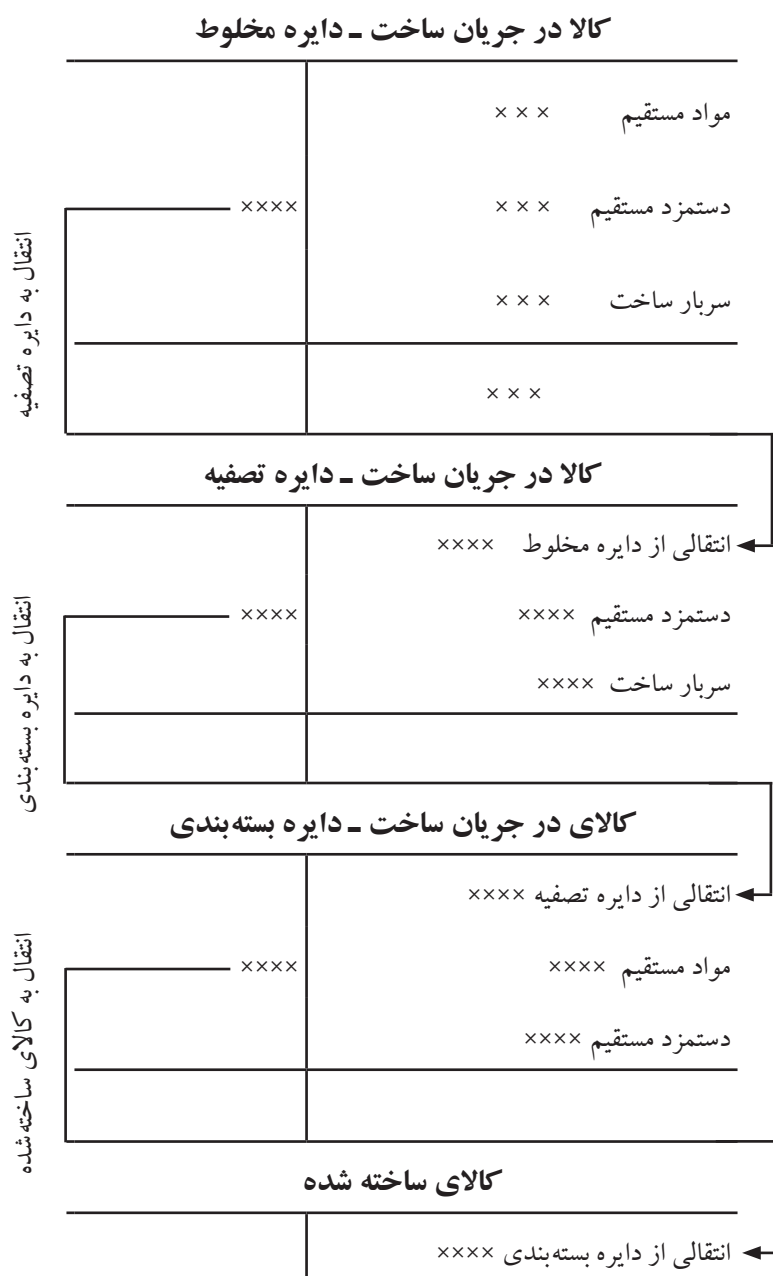 کالا در جریان ساخت ـ دایره مخلوط
مواد مستقیم × × ×
دستمزد مستقیم × × × ××××
سربار ساخت × × ×
× × ×
انتقال به دایره تصفیه
کالا در جریان ساخت ـ دایره تصفیه
انتقالی از دایره مخلوط ××××
دستمزد مستقیم ×××× ××××
سربار ساخت ××××
انتقال به دایره بسته‌بندی
کالای در جریان ساخت ـ دایره بسته‌بندی
انتقالی از دایره تصفیه ××××
مواد مستقیم ×××× ××××
دستمزد مستقیم ××××
انتقال به کالای ساخته‌شده
کالای ساخته شده
انتقالی از دایره بسته‌بندی ××××